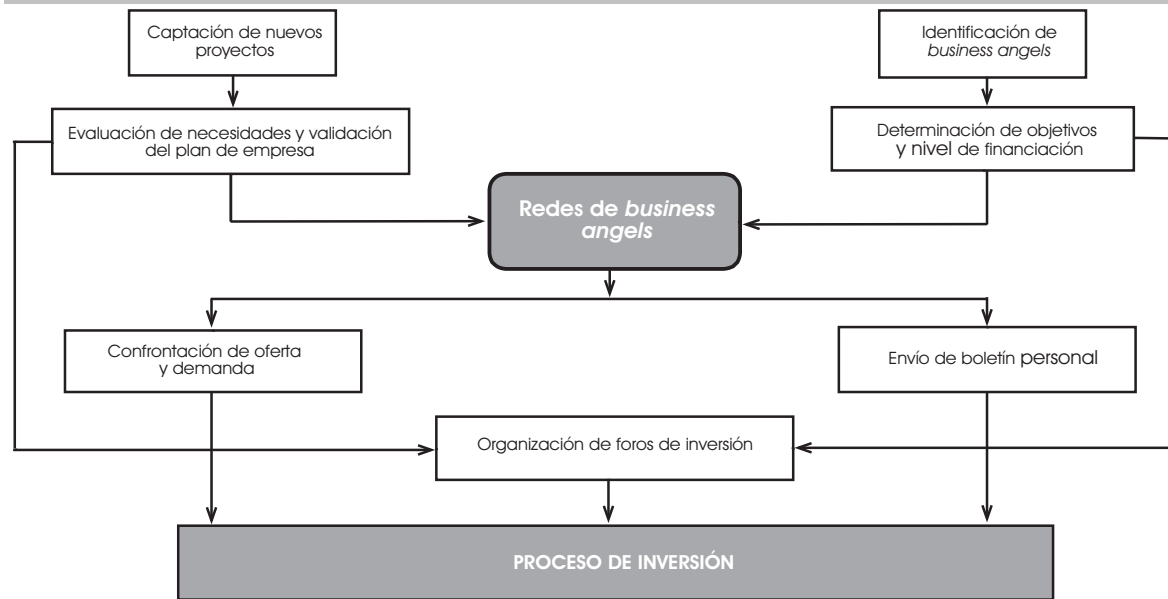 Captación de nuevos
proyectos
Identificación de
business angels
Evaluación de necesidades y validación
del plan de empresa
Determinación de objetivos
y nivel de financiación
Redes de business
angels
Confrontación de oferta
y demanda
Envío de boletín personal
Organización de foros de inversión
PROCESO DE INVERSIÓN